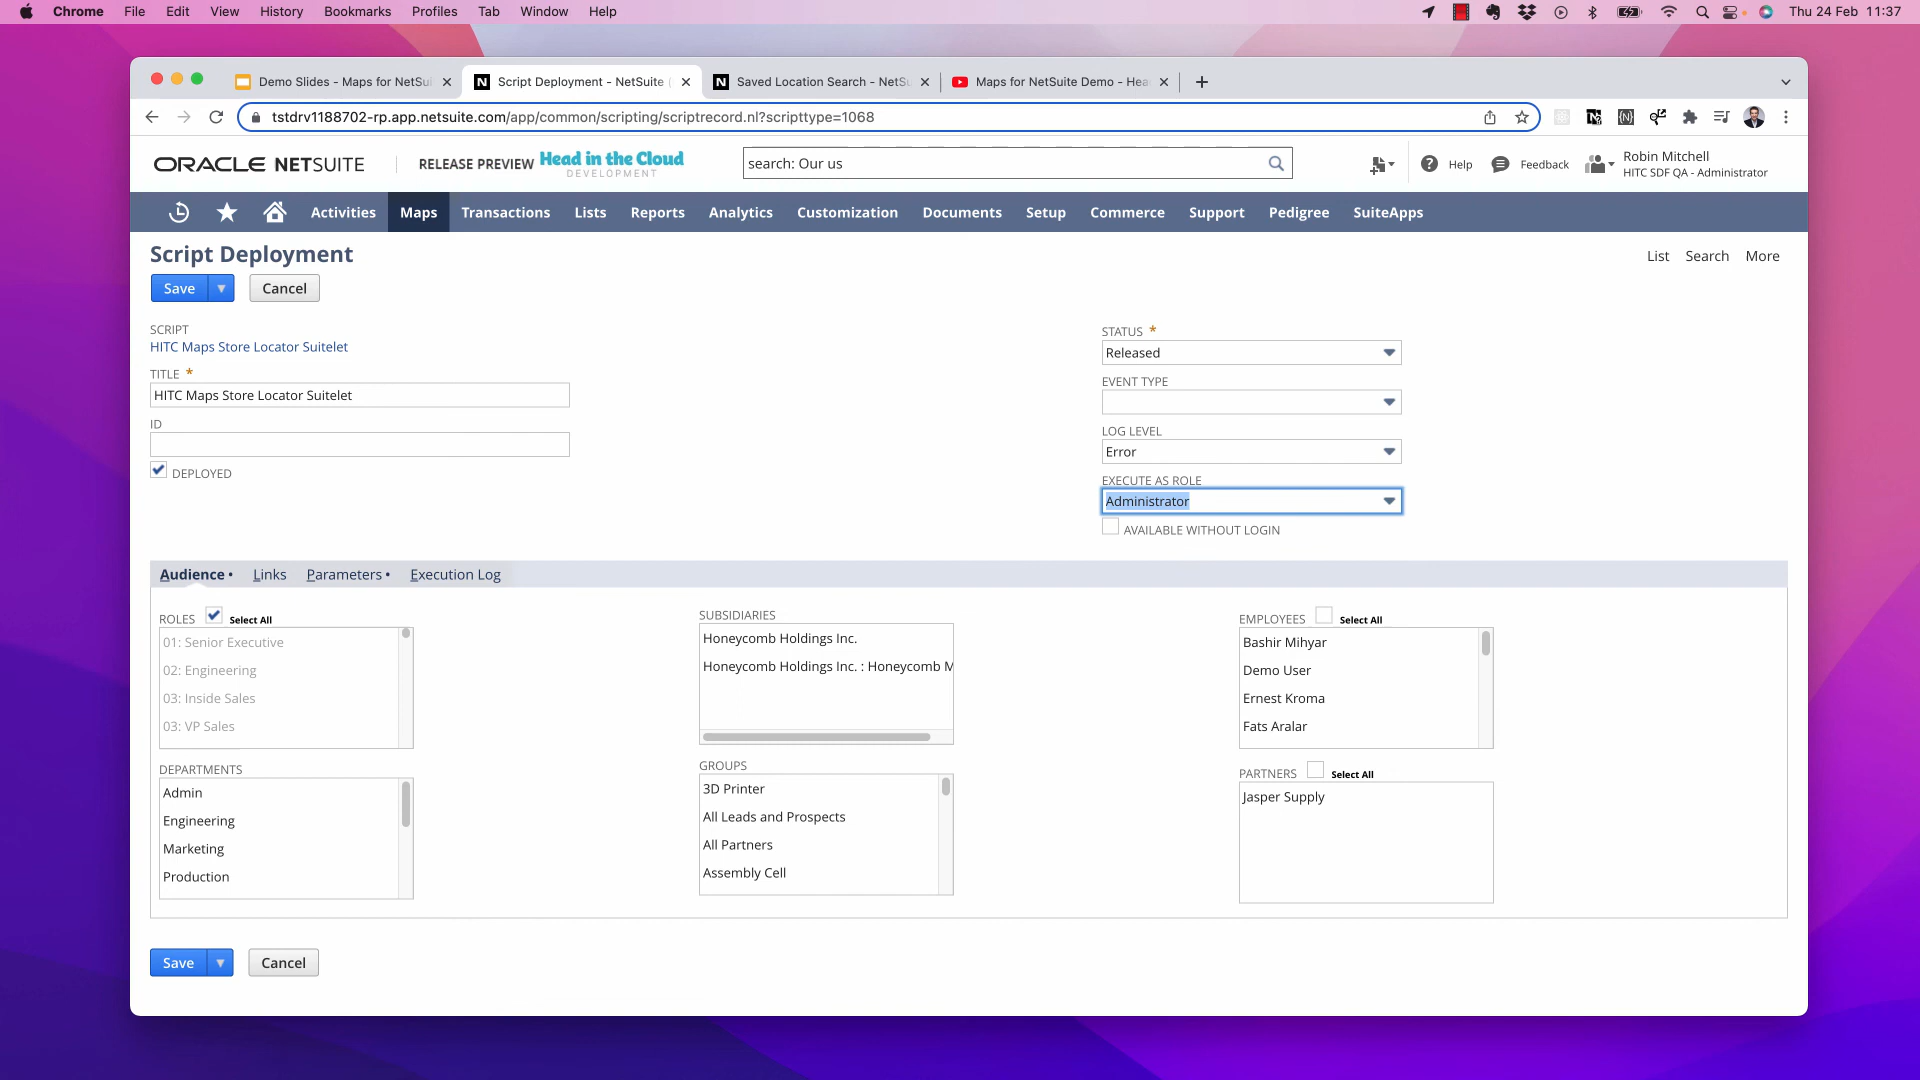 Chrome File Edit View History Bookmarks Profiles Tab Window Help Thu 24 Feb 11:37
Demo Slides - Maps for NetSui Script Deployment - NetSuite ( Saved Location Search - NetSu Maps for NetSuite Demo - Hea
tstdrv1188702-rp.app.netsuite.com/app/common/scripting/scriptrecord.nl?scripttype=1068
ORACLE NETSUITE RELEASE PREVIEW Head in the Cloud DEVELOPMENT search: Our us Help Feedback Robin Mitchell
HITC SDF QA - Administrator
Activities Maps Transactions Lists Reports Analytics Customization Documents Setup Commerce Support Pedigree SuiteApps
Script Deployment
List Search More
Save Cancel
SCRIPT
HITC Maps Store Locator Suitelet
TITLE *
HITC Maps Store Locator Suitelet
ID
DEPLOYED
STATUS *
Released
EVENT TYPE
LOG LEVEL
Error
EXECUTE AS ROLE
Administrator
AVAILABLE WITHOUT LOGIN
Audience • Links Parameters • Execution Log
ROLES Select All
01: Senior Executive
02: Engineering
03: Inside Sales
03: VP Sales
DEPARTMENTS
Admin
Engineering
Marketing
Production
SUBSIDIARIES
Honeycomb Holdings Inc.
Honeycomb Holdings Inc. : Honeycomb M
GROUPS
3D Printer
All Leads and Prospects
All Partners
Assembly Cell
EMPLOYEES Select All
Bashir Mihyar
Demo User
Ernest Kroma
Fats Aralar
PARTNERS Select All
Jasper Supply
Save Cancel